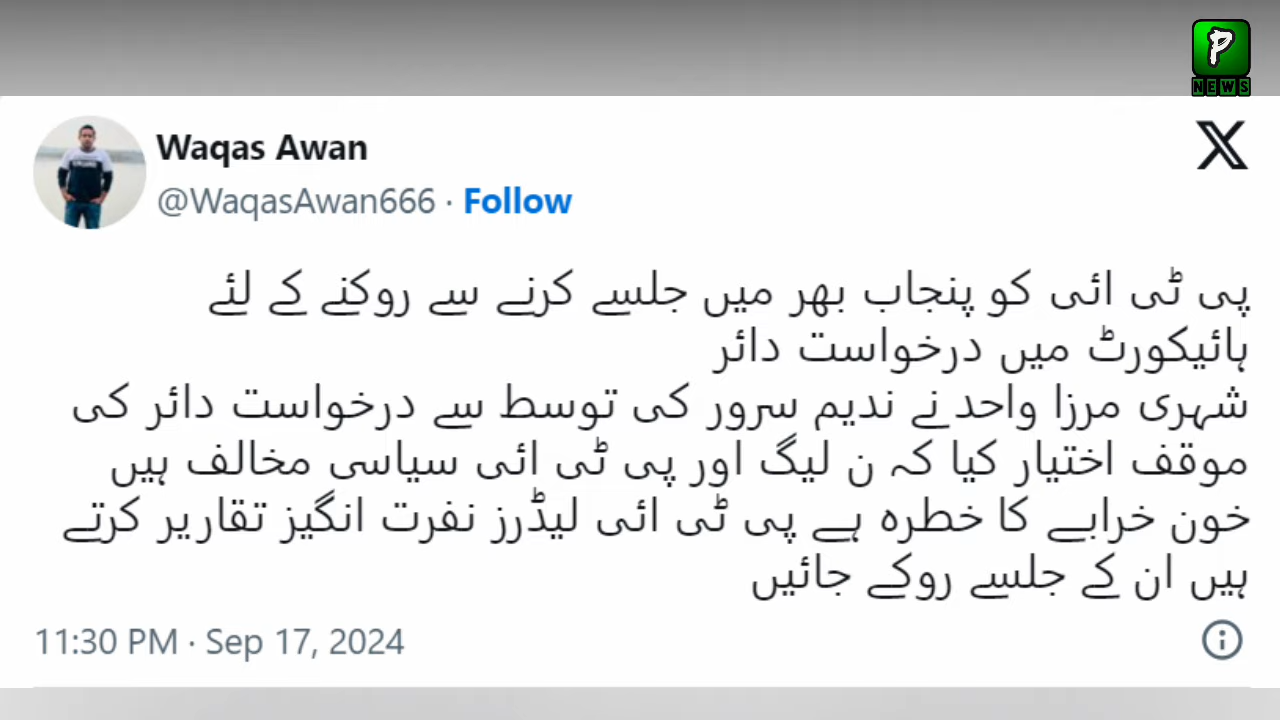 P
NEWS
Waqas Awan
@WaqasAwan666 · Follow
پی ٹی ائی کو پنجاب بھر میں جلسے کرنے سے روکنے کے لئے
ہائیکورٹ میں درخواست دائر
شہری مرزا واحد نے ندیم سرور کی توسط سے درخواست دائر کی
موقف اختیار کیا کہ ن لیگ اور پی ٹی ائی سیاسی مخالف ہیں
خون خرابے کا خطرہ ہے پی ٹی ائی لیڈرز نفرت انگیز تقاریر کرتے
ہیں ان کے جلسے روکے جائیں
11:30 PM · Sep 17, 2024